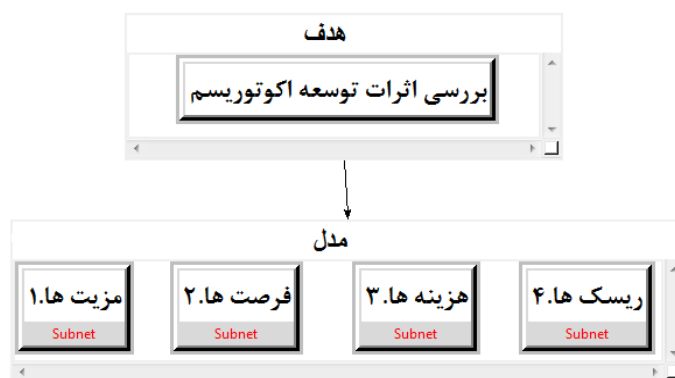 هدف
بررسی اثرات توسعه اکوتوریسم
مدل
۱.مزیت ها
Subnet
۲.فرصت ها
Subnet
۳.هزینه ها
Subnet
۴.ریسک ها
Subnet